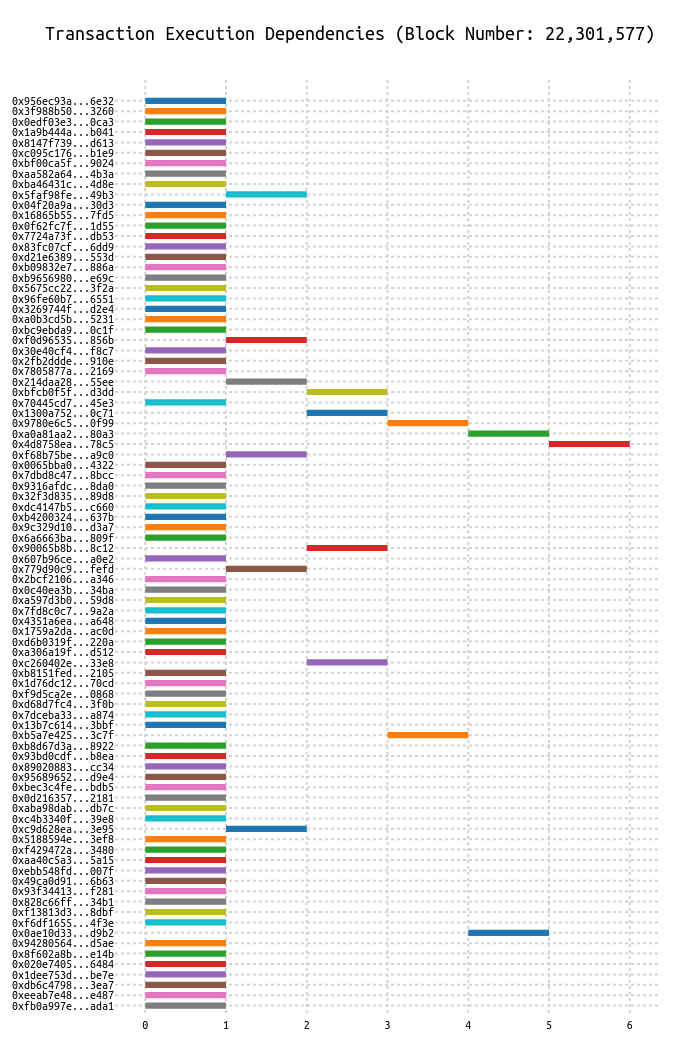 Transaction Execution Dependencies (Block Number: 22,301,577)
0x956ec93a...6e32
0x3f988b50...3260
0x0edf03e3...0ca3
0x1a9b444a...b041
0x8147f739...d613
0xc095c176...b1e9
0xbf00ca5f...9024
0xaa582a64...4b3a
0xba46431c...4d8e
0x5faf98fe...49b3
0x04f20a9a...30d3
0x16865b55...7fd5
0x0f62fc7f...1d55
0x7724a73f...db53
0x83fc07cf...6dd9
0xd21e6389...553d
0xb09832e7...886a
0xb9656980...e69c
0x5675cc22...3f2a
0x96fe60b7...6551
0x3269744f...d2e4
0xa0b3cd5b...5231
0xbc9ebda9...0c1f
0xf0d96535...856b
0x30e40cf4...f8c7
0x2fb2ddde...910e
0x7805877a...2169
0x214daa28...55ee
0xbfcb0f5f...d3dd
0x70445cd7...45e3
0x1300a752...0c71
0x9780e6c5...0f99
0xa0a81aa2...80a3
0x4d8758ea...78c5
0xf68b75be...a9c0
0x0065bba0...4322
0x7dbd8c47...8bcc
0x9316afdc...8da0
0x32f3d835...89d8
0xdc4147b5...c660
0xb4200324...637b
0x9c329d10...d3a7
0x6a6663ba...809f
0x90065b8b...8c12
0x607b96ce...a0e2
0x779d90c9...fefd
0x2bcf2106...a346
0x0c40ea3b...34ba
0xa597d3b0...59d8
0x7fd8c0c7...9a2a
0x4351a6ea...a648
0x1759a2da...ac0d
0xd6b0319f...220a
0xa306a19f...d512
0xc260402e...33e8
0xb8151fed...2105
0x1d76dc12...70cd
0xf9d5ca2e...0868
0xd68d7fc4...3f0b
0x7dceba33...a874
0x13b7c614...3bbf
0xb5a7e425...3c7f
0xb8d67d3a...8922
0x93bd0cdf...b8ea
0x89020883...cc34
0x95689652...d9e4
0xbec3c4fe...bdb5
0x0d216357...2181
0xaba98dab...db7c
0xc4b3340f...39e8
0xc9d628ea...3e95
0x5188594e...3ef8
0xf429472a...3480
0xaa40c5a3...5a15
0xebb548fd...007f
0x49ca0d91...6b63
0x93f34413...f281
0x828c66ff...34b1
0xf13813d3...8dbf
0xf6df1655...4f3e
0x0ae10d33...d9b2
0x94280564...d5ae
0x8f602a8b...e14b
0x020e7405...6484
0x1dee753d...be7e
0xdb6c4798...3ea7
0xeeab7e48...e487
0xfb0a997e...ada1
0 1 2 3 4 5 6